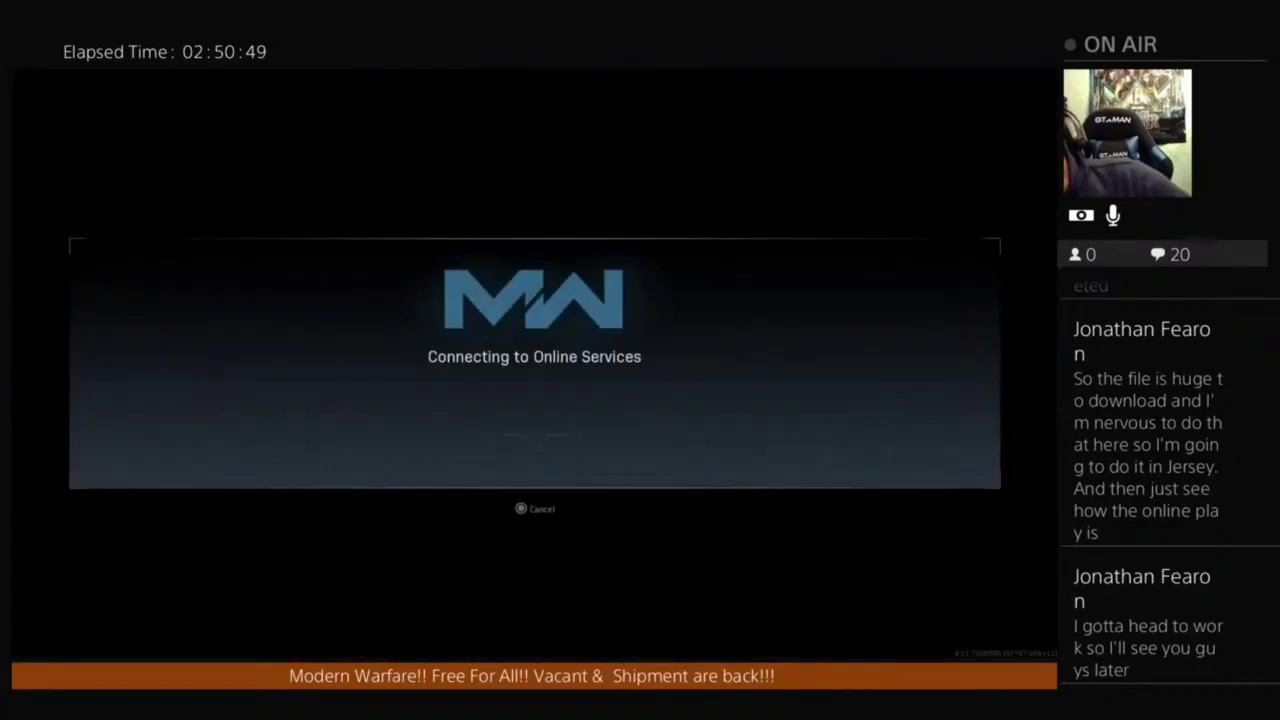 Elapsed Time: 02:50:49
ON AIR
GTAMAN
GTAMAN
0
20
MW
Connecting to Online Services
Cancel
Jonathan Fearo
n
So the file is huge t
o download and I'
m nervous to do th
at here so I'm goin
g to do it in Jersey.
And then just see
how the online pla
y is
Jonathan Fearo
n
I gotta head to wor
k so I'll see you gu
ys later
Modern Warfare!! Free For All!! Vacant & Shipment are back!!!